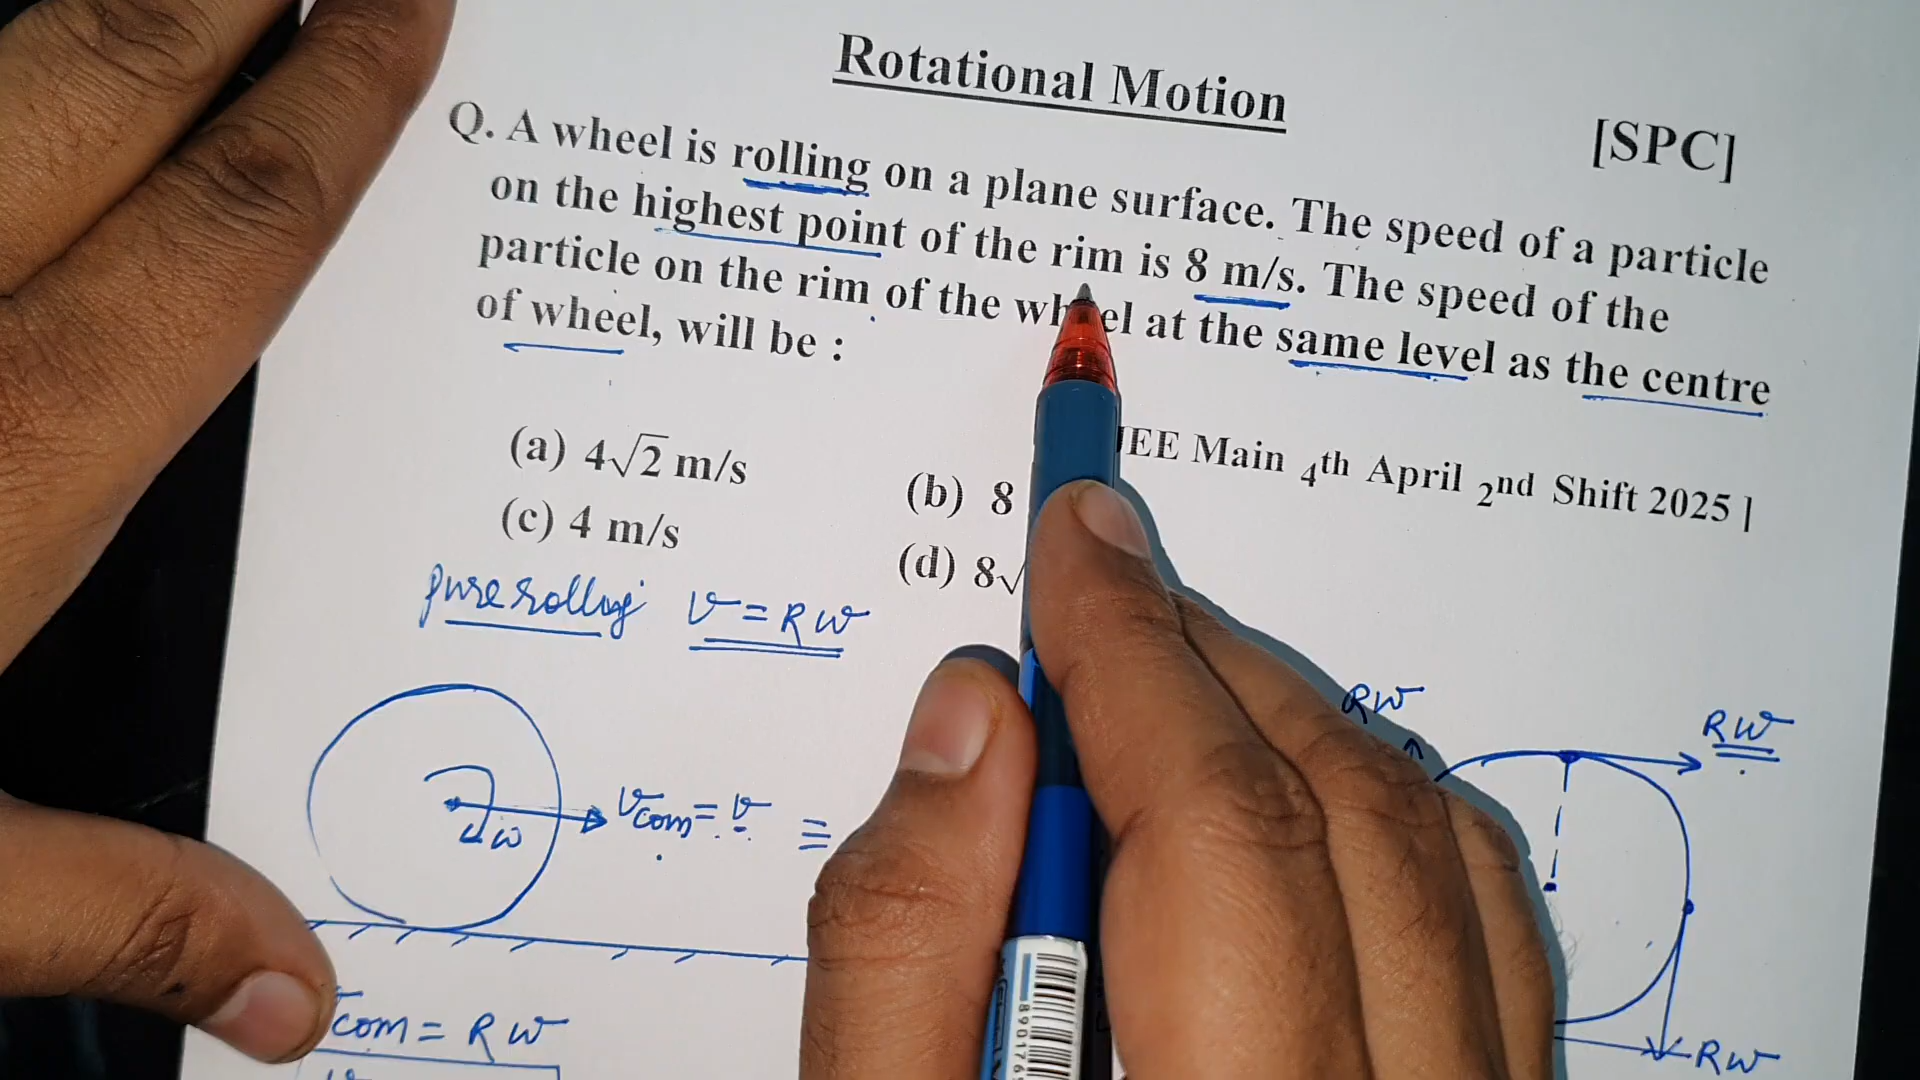 Rotational Motion
[SPC]
Q. A wheel is rolling on a plane surface. The speed of a particle
on the highest point of the rim is 8 m/s. The speed of the
particle on the rim of the wheel at the same level as the centre
of wheel, will be :
JEE Main 4th April 2nd Shift 2025 ]
(a) 4√2 m/s
(b) 8
(c) 4 m/s
(d) 8√
pure rolling v = Rω
Rω
Rω
ω
vcom = v ≡
Rω
com = Rω